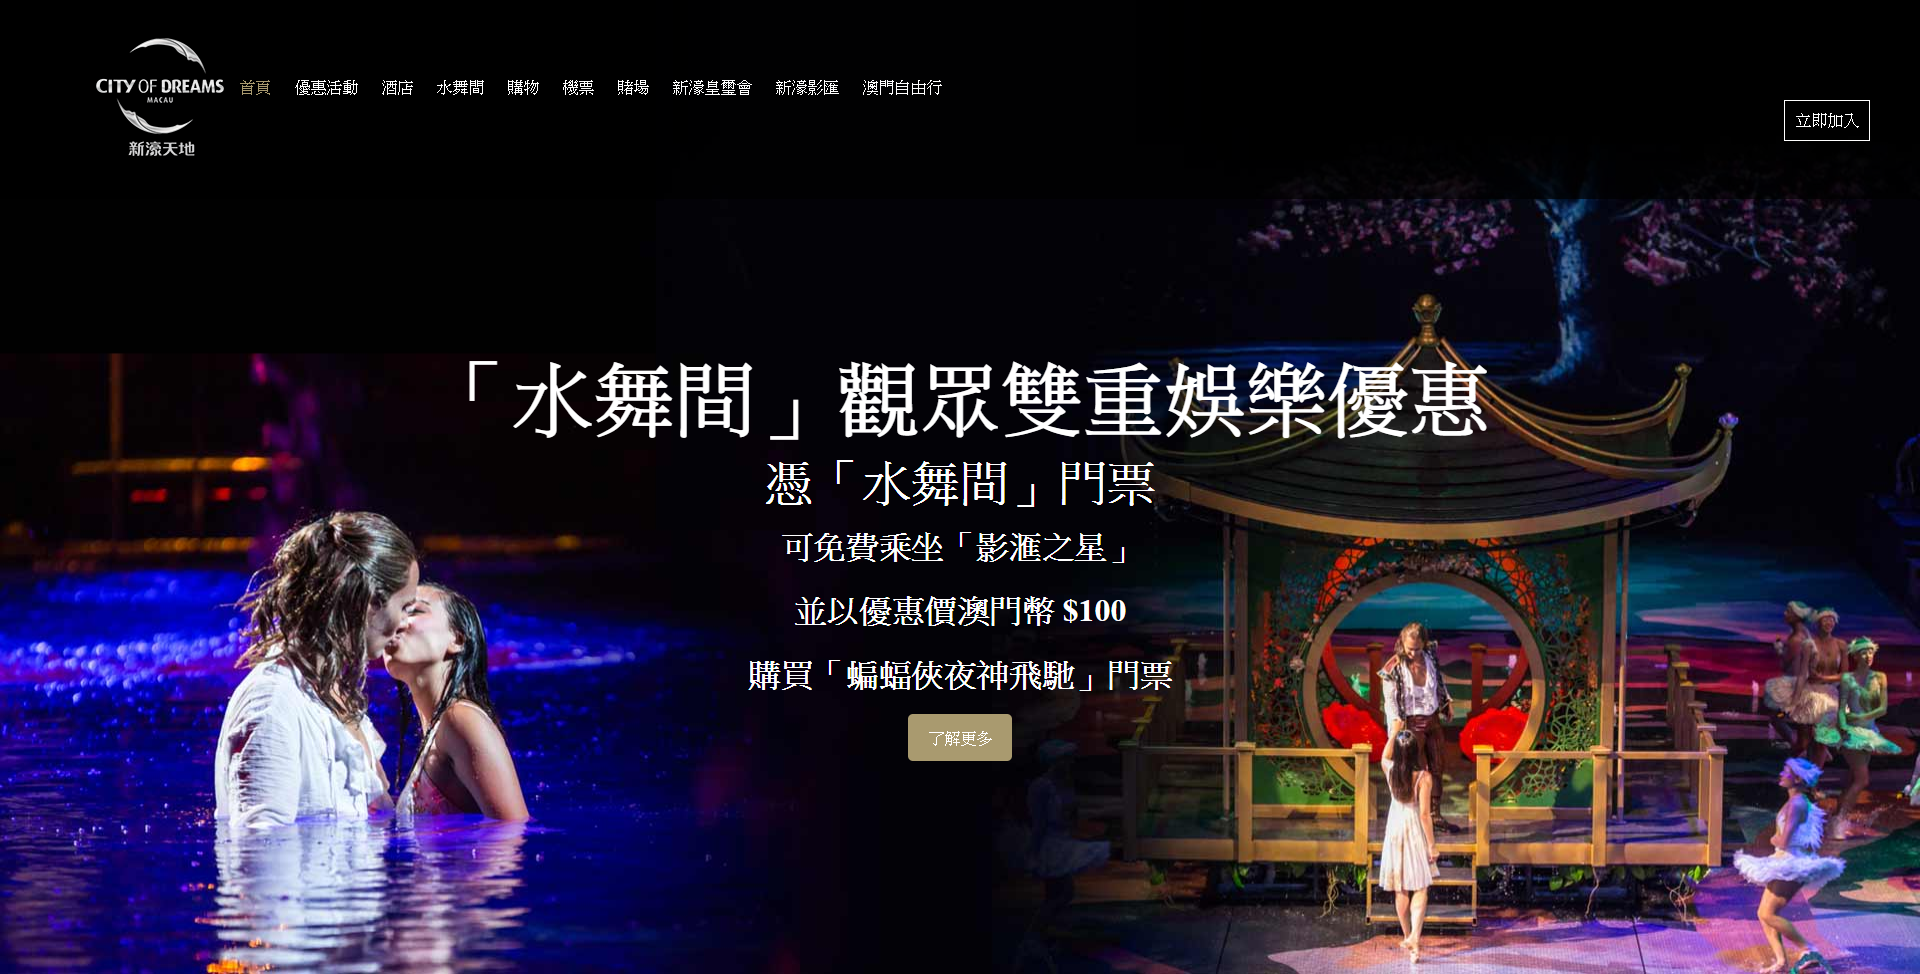 CITY OF DREAMS
MACAU
新濠天地
首頁 優惠活動 酒店 水舞間 購物 機票 賭場 新濠皇璽會 新濠影匯 澳門自由行
立即加入
「水舞間」觀眾雙重娛樂優惠
憑「水舞間」門票
可免費乘坐「影滙之星」
並以優惠價澳門幣 $100
購買「蝙蝠俠夜神飛馳」門票
了解更多